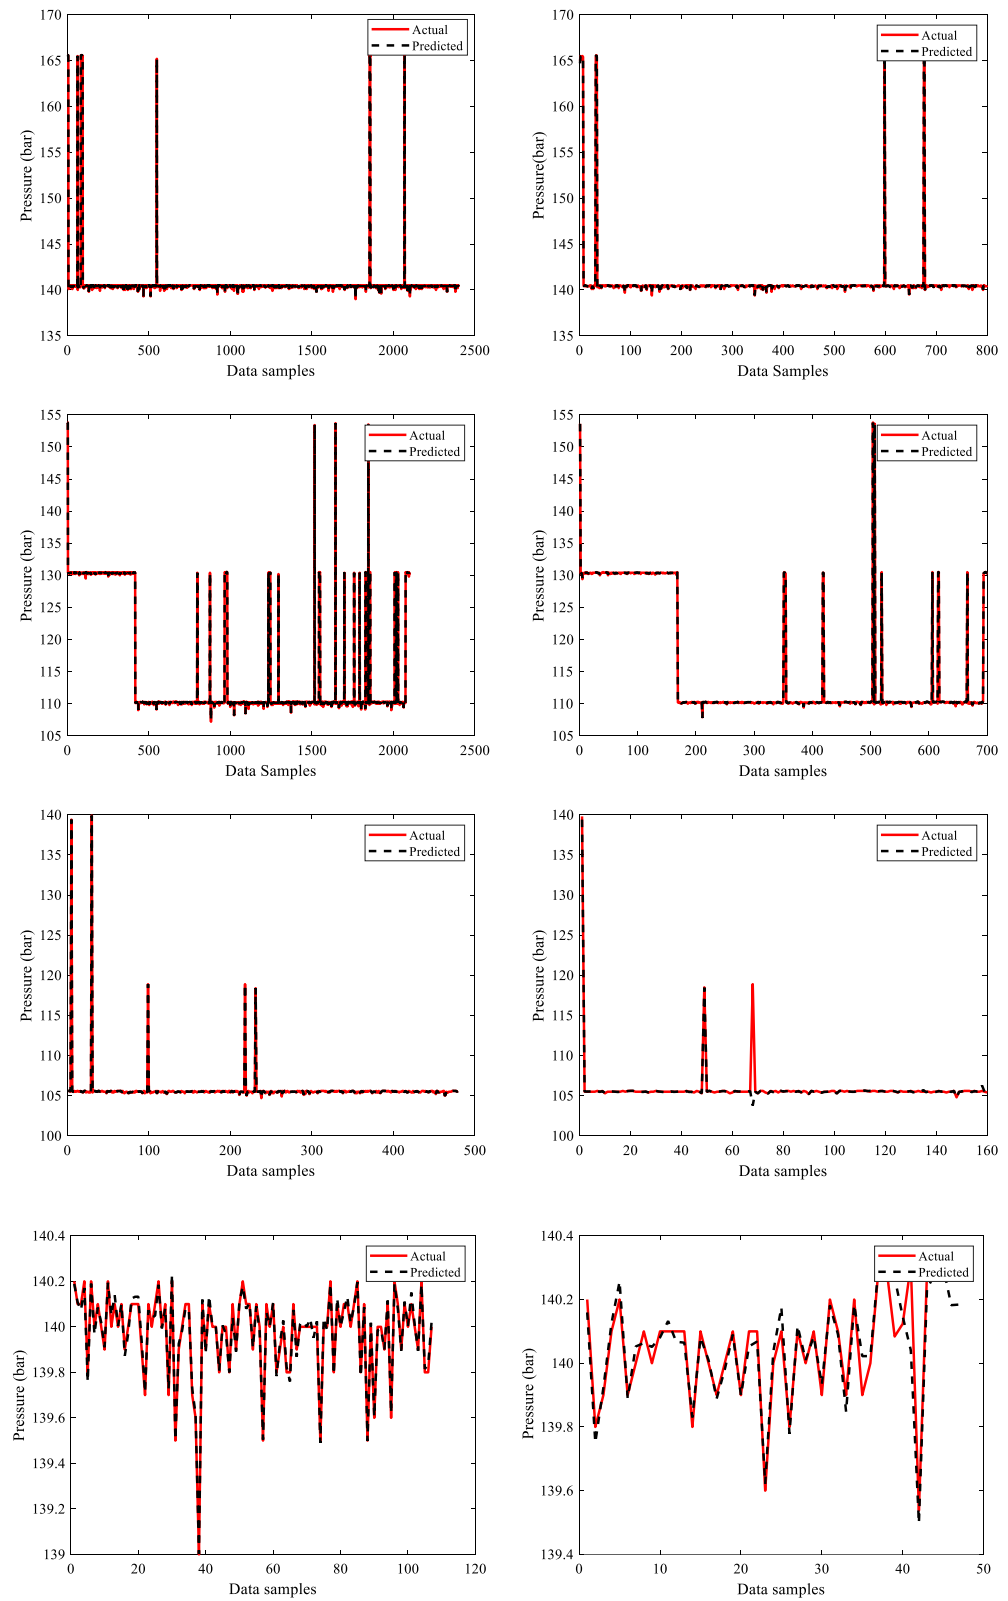 170
165
160
155
150
145
140
135
Pressure (bar)
Actual
Predicted
0 500 1000 1500 2000 2500
Data samples
170
165
160
155
150
145
140
135
Pressure(bar)
Actual
Predicted
0 100 200 300 400 500 600 700 800
Data Samples
155
150
145
140
135
130
125
120
115
110
105
Pressure (bar)
Actual
Predicted
0 500 1000 1500 2000 2500
Data Samples
155
150
145
140
135
130
125
120
115
110
105
Pressure (bar)
Actual
Predicted
0 100 200 300 400 500 600 700
Data samples
140
135
130
125
120
115
110
105
100
Pressure (bar)
Actual
Predicted
0 100 200 300 400 500
Data samples
140
135
130
125
120
115
110
105
100
Pressure (bar)
Actual
Predicted
0 20 40 60 80 100 120 140 160
Data samples
140.4
140.2
140
139.8
139.6
139.4
139.2
139
Pressure (bar)
Actual
Predicted
0 20 40 60 80 100 120
Data samples
140.4
140.2
140
139.8
139.6
139.4
Pressure (bar)
Actual
Predicted
0 10 20 30 40 50
Data samples